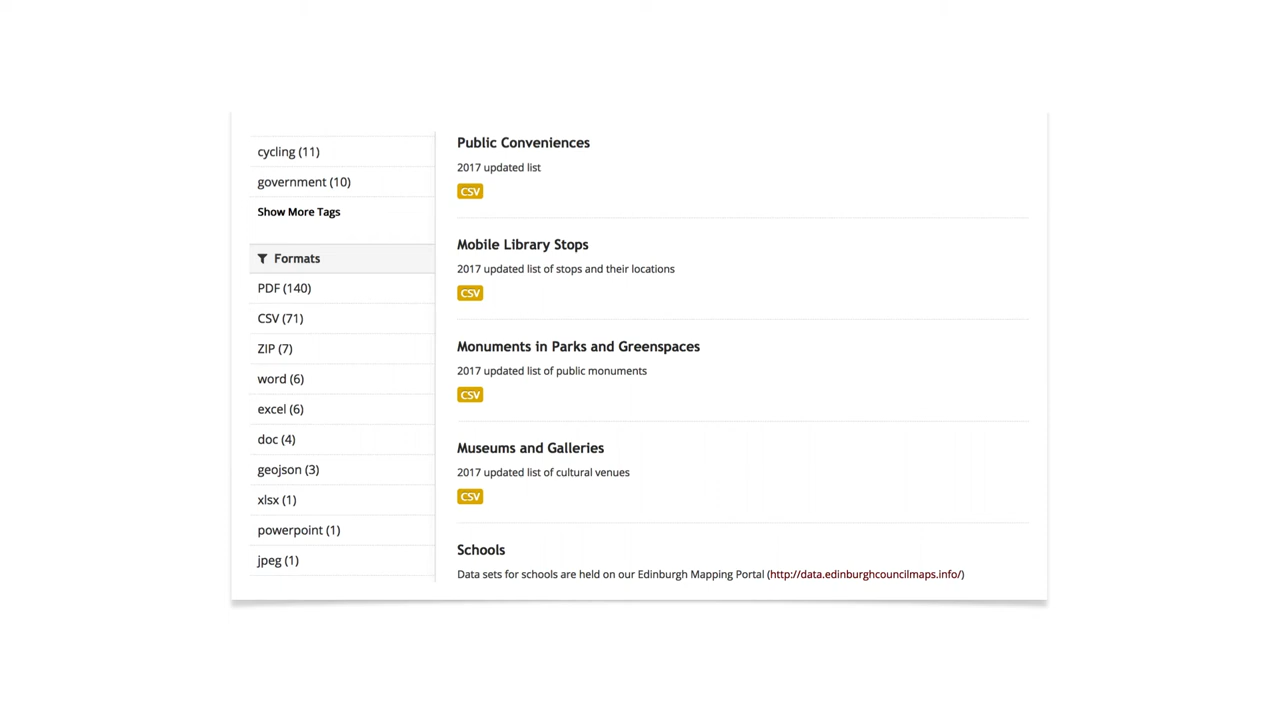 cycling (11)
government (10)
Show More Tags
Formats
PDF (140)
CSV (71)
ZIP (7)
word (6)
excel (6)
doc (4)
geojson (3)
xlsx (1)
powerpoint (1)
jpeg (1)
Public Conveniences
2017 updated list
CSV
Mobile Library Stops
2017 updated list of stops and their locations
CSV
Monuments in Parks and Greenspaces
2017 updated list of public monuments
CSV
Museums and Galleries
2017 updated list of cultural venues
CSV
Schools
Data sets for schools are held on our Edinburgh Mapping Portal (http://data.edinburghcouncilmaps.info/)